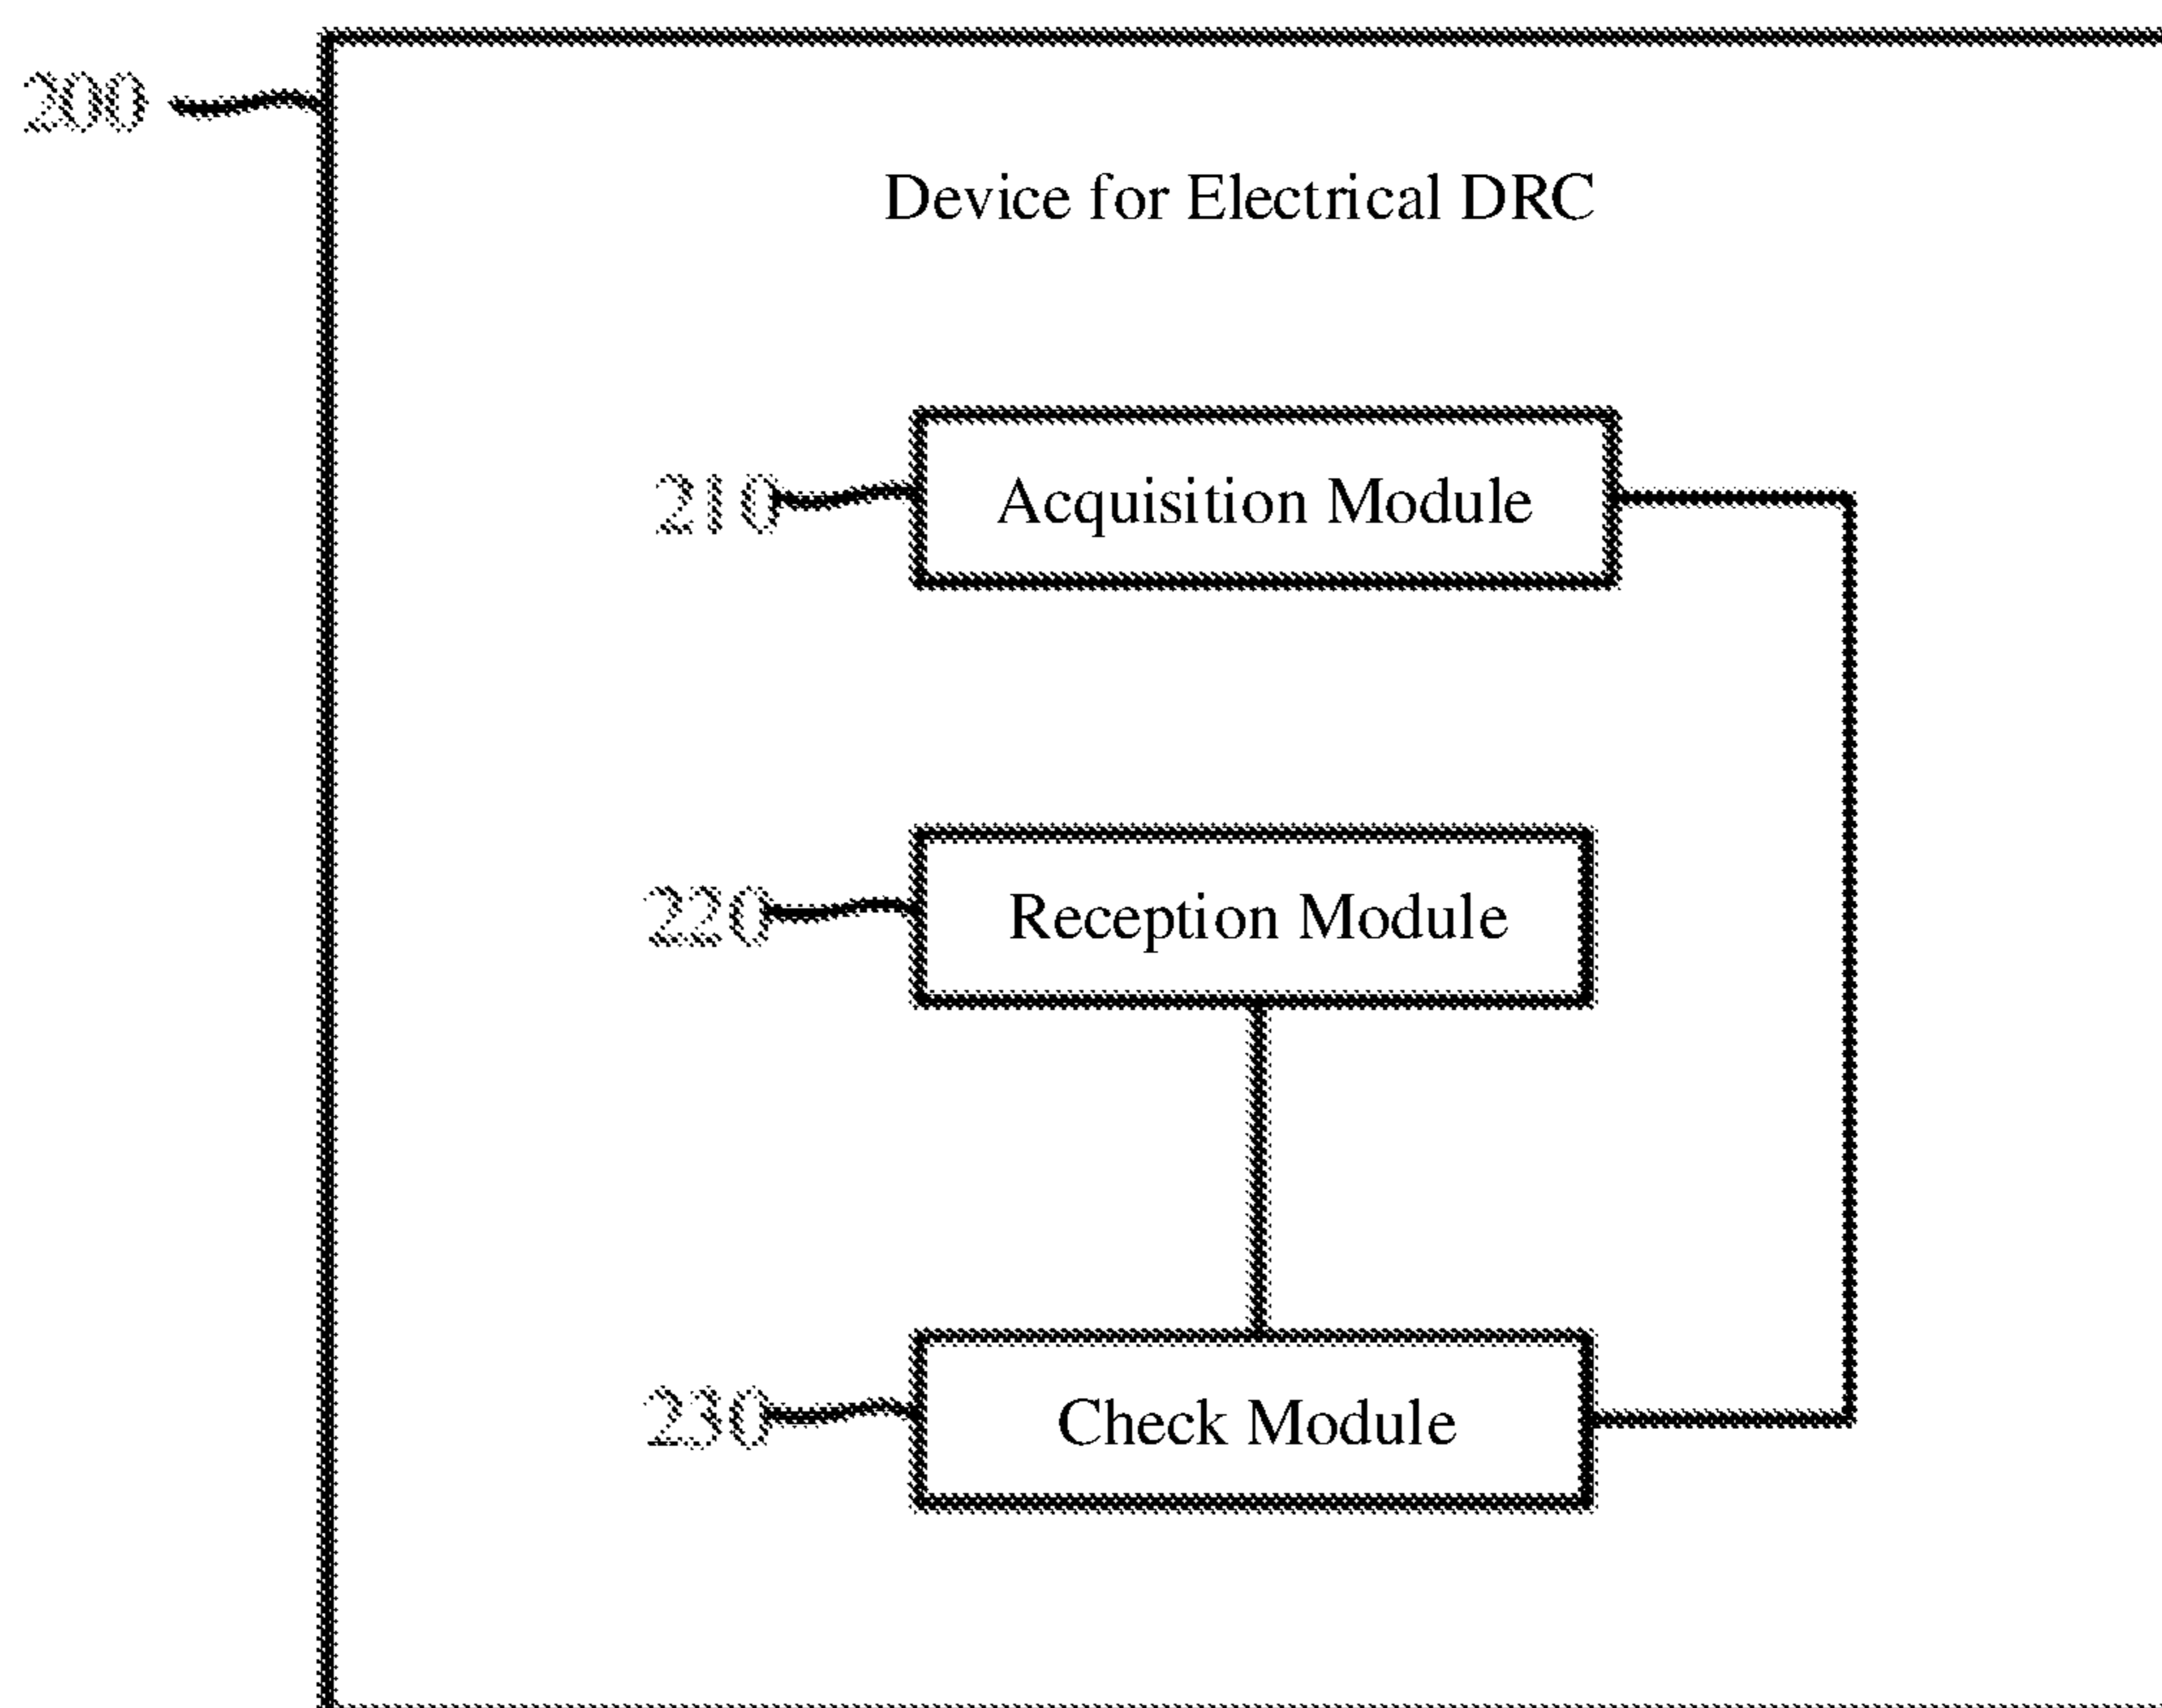 200
Device for Electrical DRC
210 Acquisition Module
220 Reception Module
230 Check Module